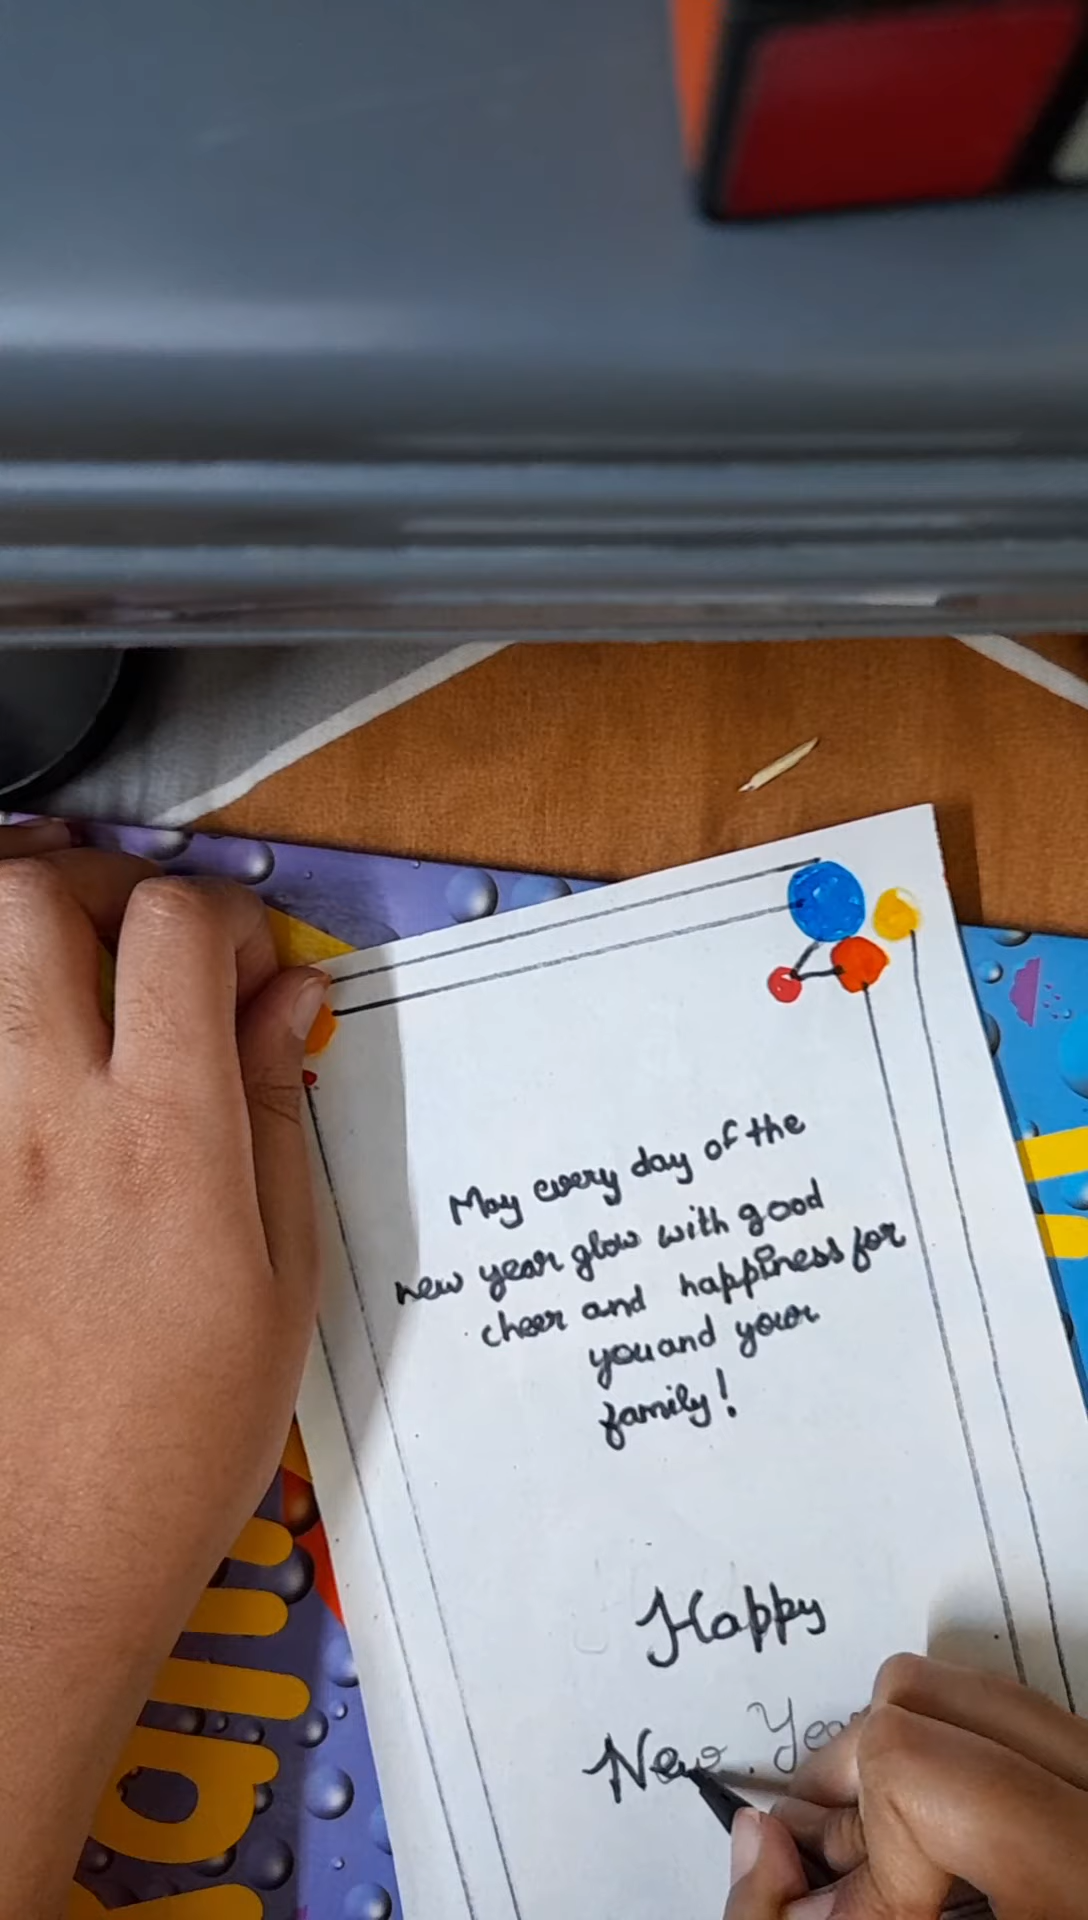 May every day of the
new year glow with good
cheer and happiness for
you and your
family!
Happy
New Year